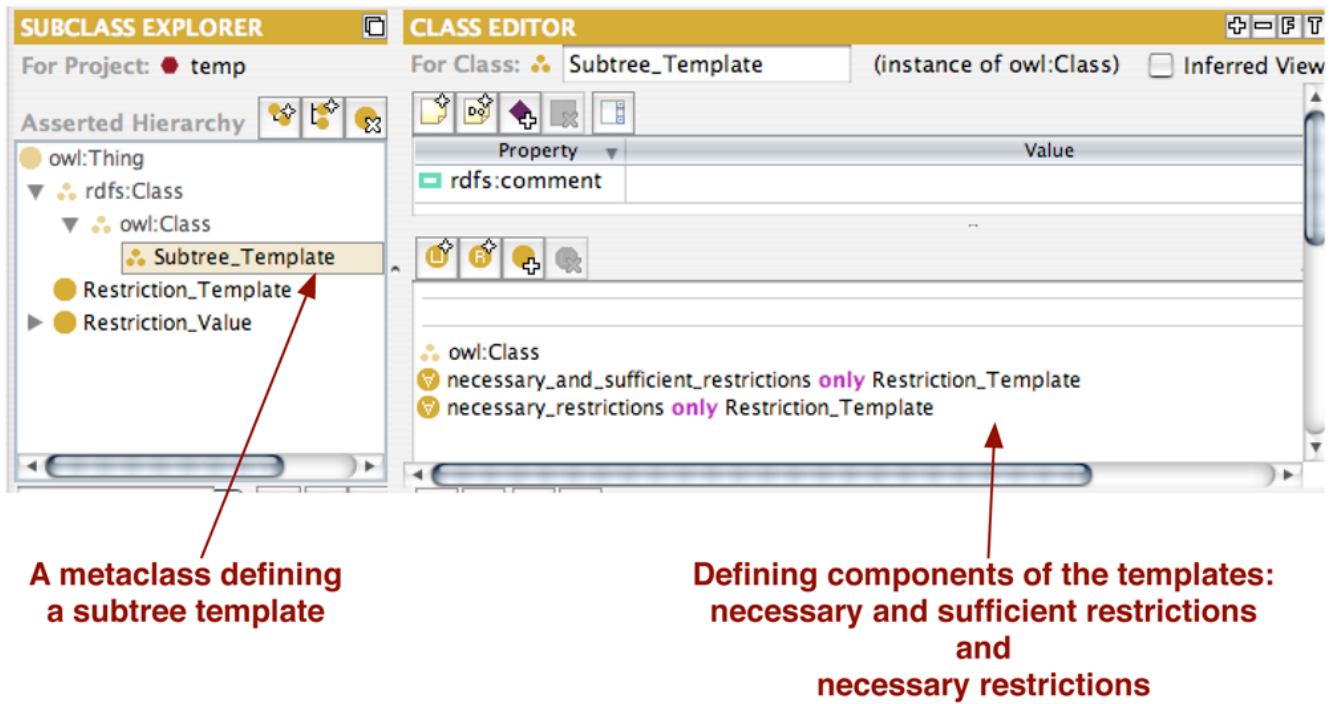 SUBCLASS EXPLORER
For Project: temp
Asserted Hierarchy
owl:Thing
rdfs:Class
owl:Class
Subtree_Template
Restriction_Template
Restriction_Value
CLASS EDITOR
F T
For Class: Subtree_Template (instance of owl:Class) Inferred View
Property Value
rdfs:comment
owl:Class
∀ necessary_and_sufficient_restrictions only Restriction_Template
∀ necessary_restrictions only Restriction_Template
A metaclass defining
a subtree template
Defining components of the templates:
necessary and sufficient restrictions
and
necessary restrictions